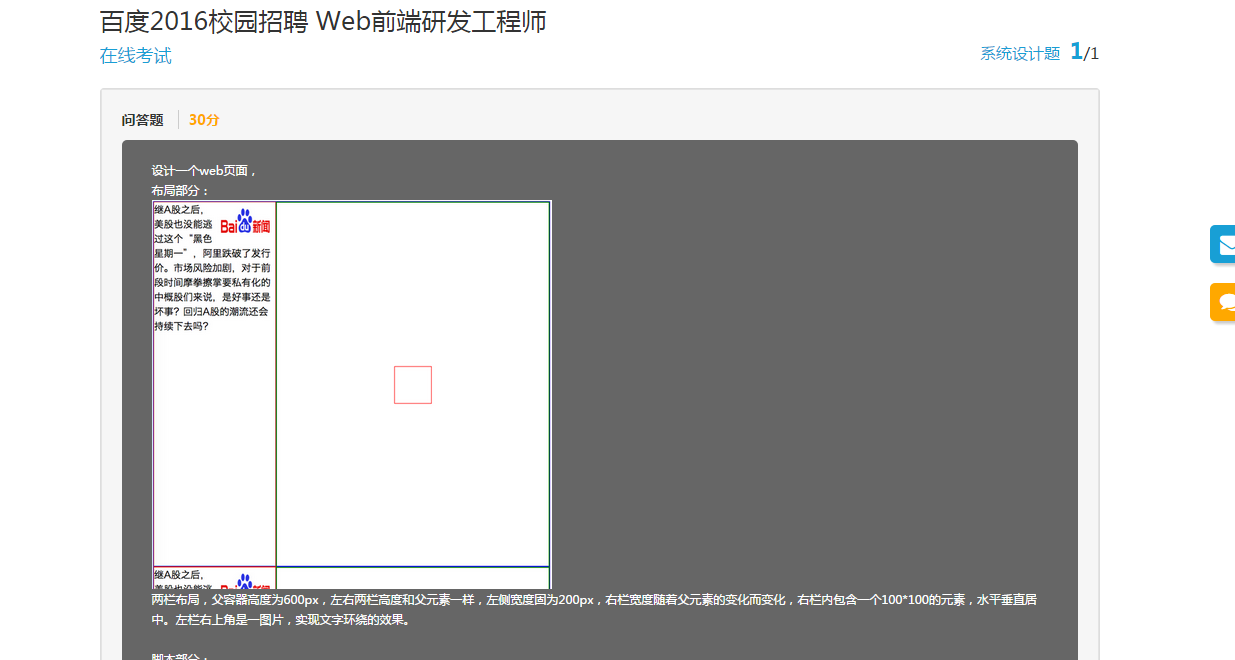 百度2016校园招聘 Web前端研发工程师
在线考试
系统设计题 1/1
问答题 30分
设计一个web页面，
布局部分：
继A股之后，
美股也没能逃
过这个“黑色
Bai du 新闻
星期一”，阿里跌破了发行
价。市场风险加剧，对于前
段时间摩拳擦掌要私有化的
中概股们来说，是好事还是
坏事？回归A股的潮流还会
持续下去吗？
继A股之后，
两栏布局，父容器高度为600px，左右两栏高度和父元素一样，左侧宽度固为200px，右栏宽度随着父元素的变化而变化，右栏内包含一个100*100的元素，水平垂直居
中。左栏右上角是一图片，实现文字环绕的效果。
脚本部分：